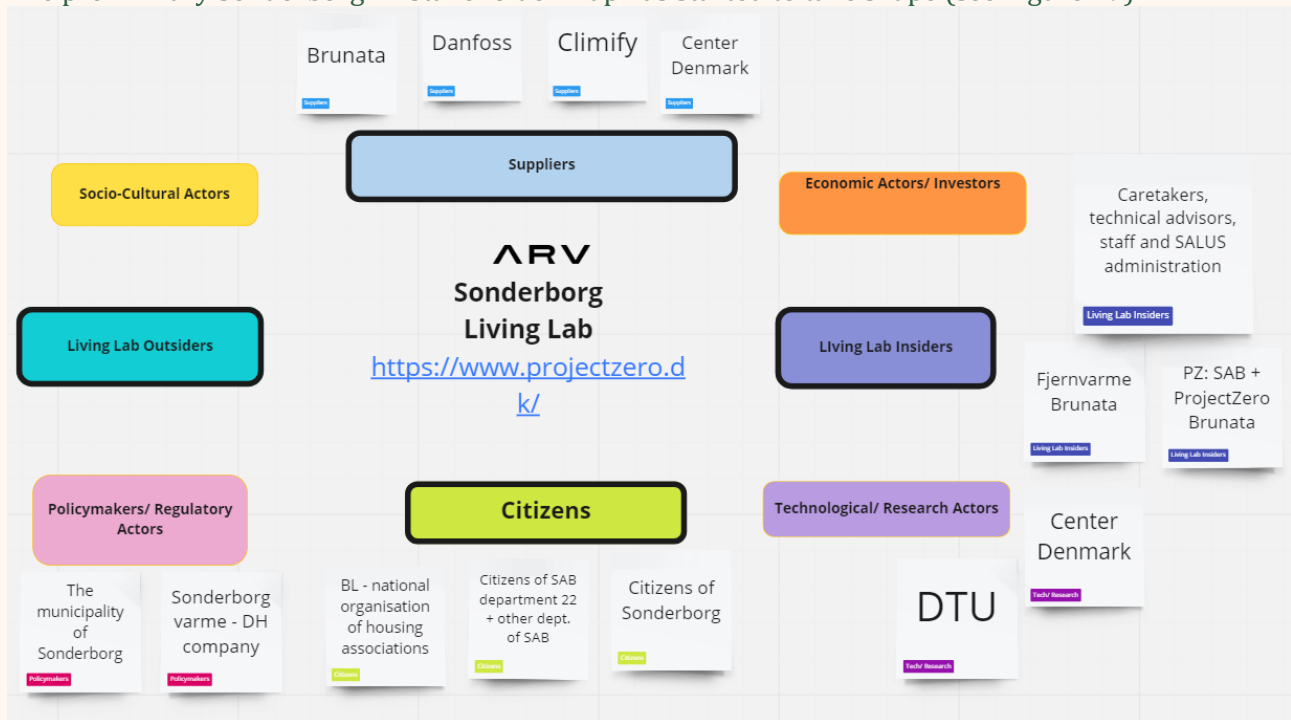 Brunata
Suppliers
Danfoss
Suppliers
Climify
Suppliers
Center
Denmark
Suppliers
Suppliers
Socio-Cultural Actors
Economic Actors/ Investors
Caretakers,
technical advisors,
staff and SALUS
administration
Living Lab Insiders
ARV
Sonderborg
Living Lab
https://www.projectzero.d
k/
Living Lab Outsiders
LIving Lab Insiders
Fjernvarme
Brunata
Living Lab Insiders
PZ: SAB +
ProjectZero
Brunata
Living Lab Insiders
Policymakers/ Regulatory
Actors
Citizens
Technological/ Research Actors
Center
Denmark
Tech/ Research
The
municipality
of
Sonderborg
Policymakers
Sonderborg
varme - DH
company
Policymakers
BL - national
organisation
of housing
associations
Citizens
Citizens of SAB
department 22
+ other dept.
of SAB
Citizens
Citizens of
Sonderborg
Citizens
DTU
Tech/ Research